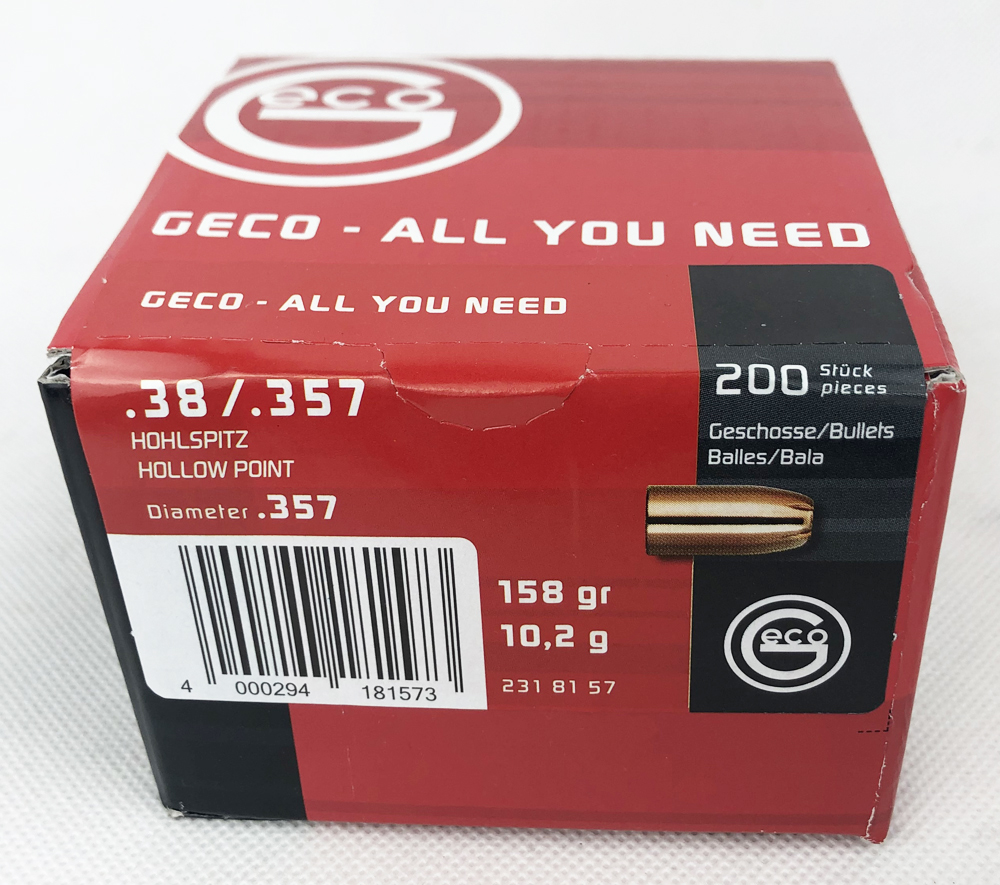 Geco
GECO - ALL YOU NEED
GECO - ALL YOU NEED
.38/.357
HOHLSPITZ
HOLLOW POINT
Diameter .357
200 Stück
pieces
Geschosse/Bullets
Balles/Bala
158 gr
10,2 g
231 81 57
Geco
4 000294 181573